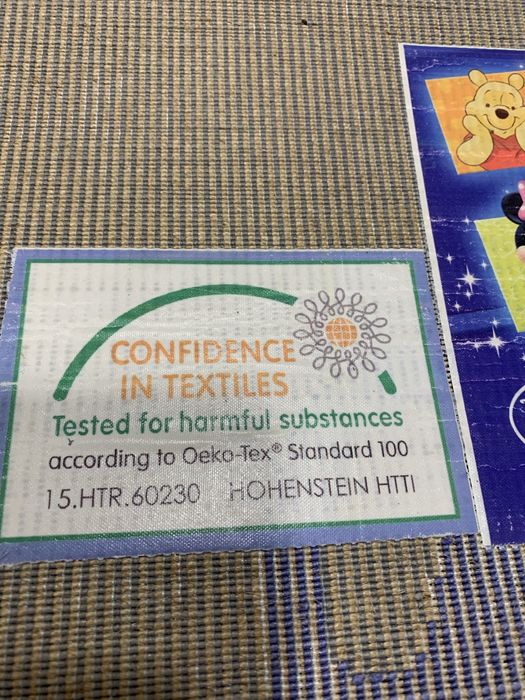 CONFIDENCE
IN TEXTILES
Tested for harmful substances
according to Oeko-Tex® Standard 100
15.HTR.60230 HOHENSTEIN HTTI